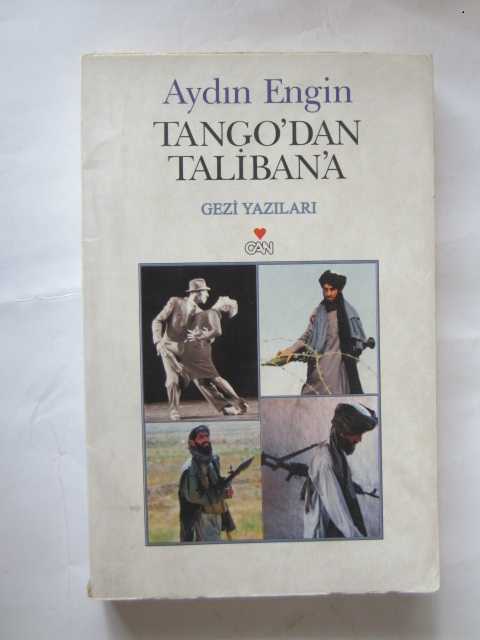 Aydın Engin
TANGO'DAN
TALİBAN'A
GEZİ YAZILARI
CAN